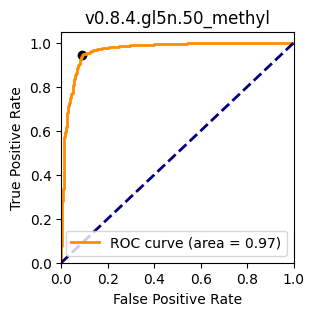 v0.8.4.gl5n.50_methyl
True Positive Rate
1.0
0.8
0.6
0.4
0.2
0.0
ROC curve (area = 0.97)
0.0 0.2 0.4 0.6 0.8 1.0
False Positive Rate